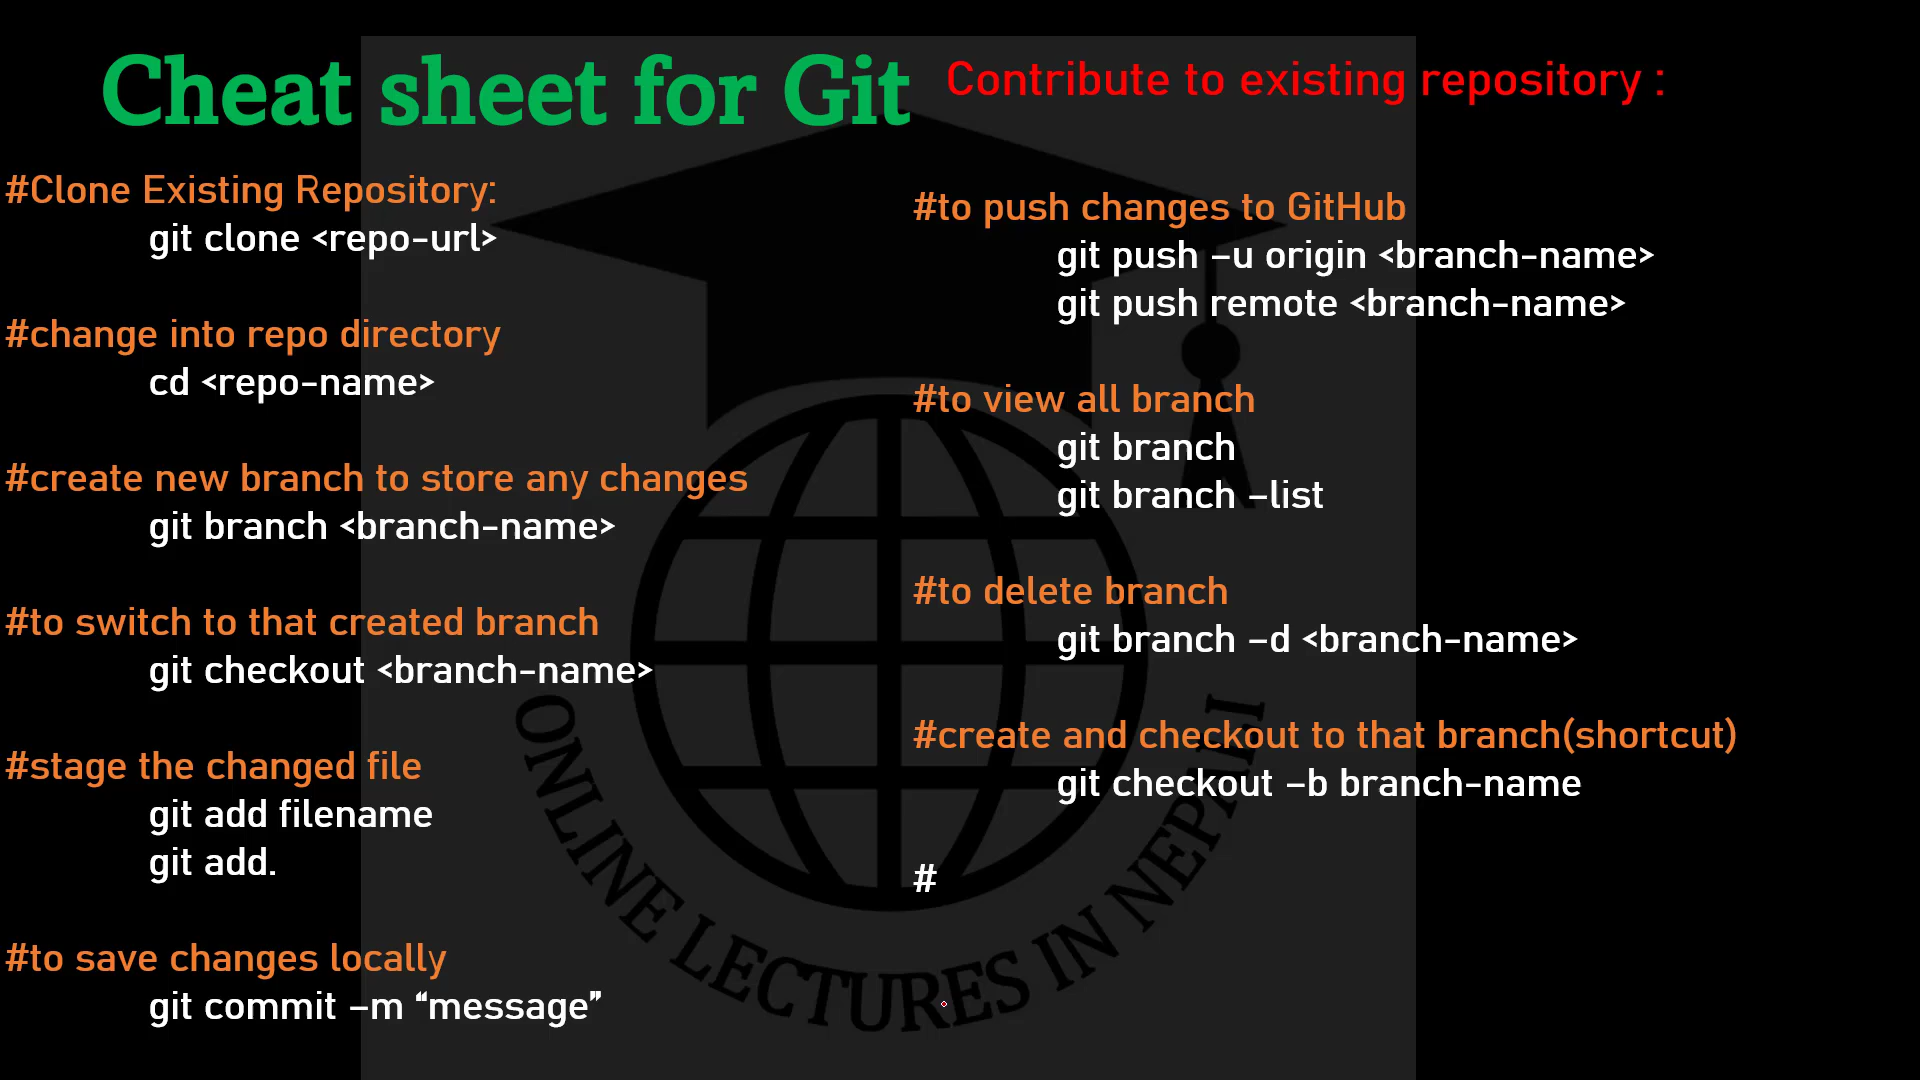 Cheat sheet for Git
#Clone Existing Repository:
git clone <repo-url>
#change into repo directory
cd <repo-name>
#create new branch to store any changes
git branch <branch-name>
#to switch to that created branch
git checkout <branch-name>
#stage the changed file
git add filename
git add.
#to save changes locally
git commit –m “message”
Contribute to existing repository :
#to push changes to GitHub
git push –u origin <branch-name>
git push remote <branch-name>
#to view all branch
git branch
git branch –list
#to delete branch
git branch –d <branch-name>
#create and checkout to that branch(shortcut)
git checkout –b branch-name
#
ONLINE LECTURES IN NEPALI